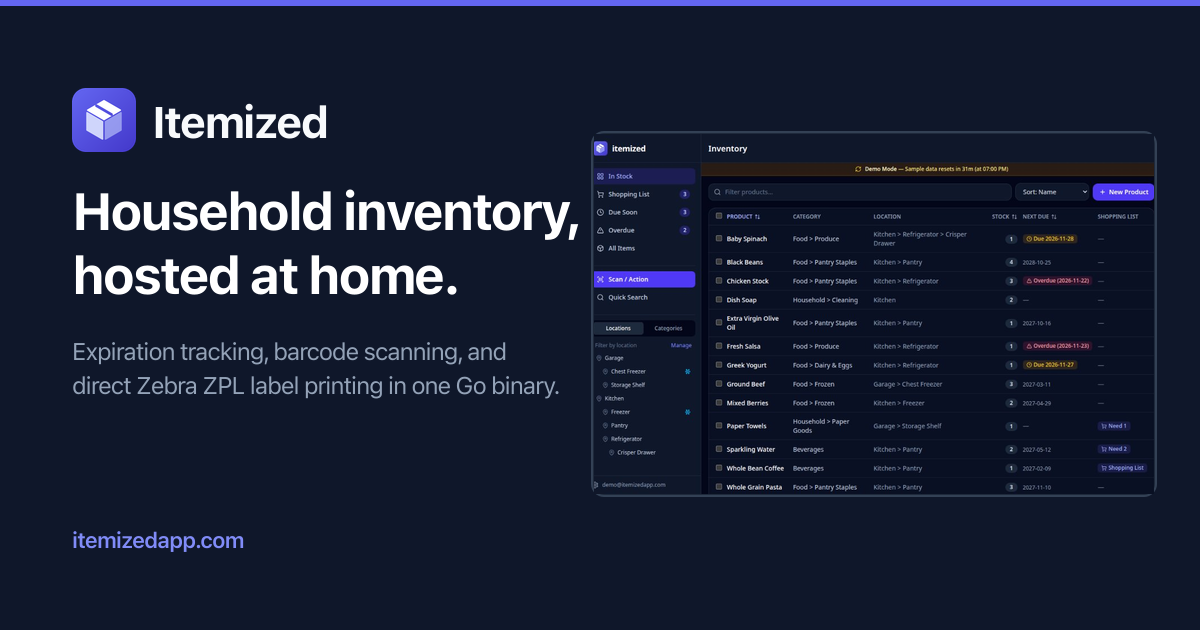 Itemized
Household inventory,
hosted at home.
Expiration tracking, barcode scanning, and
direct Zebra ZPL label printing in one Go binary.
itemizedapp.com
itemized
In Stock
Shopping List 3
Due Soon 3
Overdue 2
All Items
Scan / Action
Quick Search
Locations Categories
Filter by location Manage
Garage
Chest Freezer
Storage Shelf
Kitchen
Freezer
Pantry
Refrigerator
Crisper Drawer
demo@itemizedapp.com
Inventory
Demo Mode — Sample data resets in 31m (at 07:00 PM)
Filter products... Sort: Name + New Product
PRODUCT ↑↓ CATEGORY LOCATION STOCK ↑↓ NEXT DUE ↑↓ SHOPPING LIST
Baby Spinach Food > Produce Kitchen > Refrigerator > Crisper Drawer 1 Due 2026-11-28 —
Black Beans Food > Pantry Staples Kitchen > Pantry 4 2028-10-25 —
Chicken Stock Food > Pantry Staples Kitchen > Refrigerator 3 Overdue (2026-11-22) —
Dish Soap Household > Cleaning Kitchen 2 — —
Extra Virgin Olive Oil Food > Pantry Staples Kitchen > Pantry 1 2027-10-16 —
Fresh Salsa Food > Produce Kitchen > Refrigerator 1 Overdue (2026-11-23) —
Greek Yogurt Food > Dairy & Eggs Kitchen > Refrigerator 1 Due 2026-11-27 —
Ground Beef Food > Frozen Garage > Chest Freezer 3 2027-03-11 —
Mixed Berries Food > Frozen Kitchen > Freezer 2 2027-04-29 —
Paper Towels Household > Paper Goods Garage > Storage Shelf 1 — Need 1
Sparkling Water Beverages Kitchen > Pantry 2 2027-05-12 Need 2
Whole Bean Coffee Beverages Kitchen > Pantry 1 2027-02-09 Shopping List
Whole Grain Pasta Food > Pantry Staples Kitchen > Pantry 3 2027-11-10 —